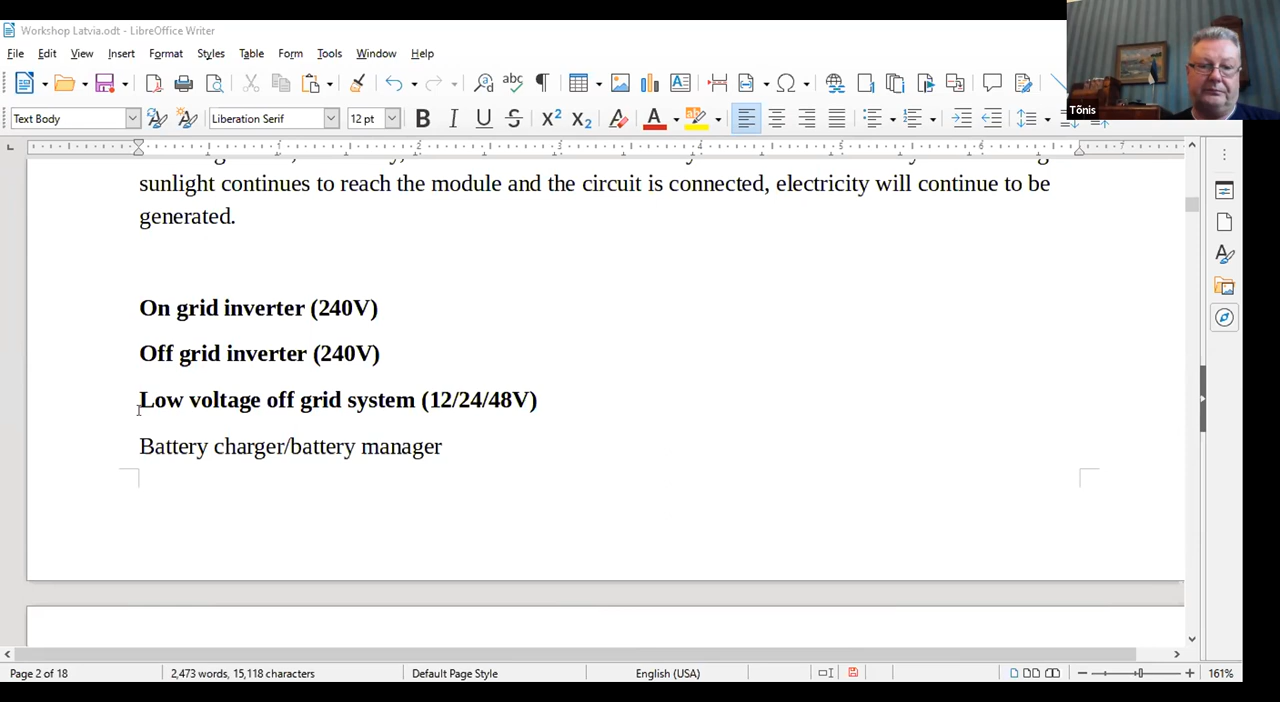 Workshop Latvia.odt - LibreOffice Writer
File Edit View Insert Format Styles Table Form Tools Window Help
Text Body Liberation Serif 12 pt
sunlight continues to reach the module and the circuit is connected, electricity will continue to be
generated.
On grid inverter (240V)
Off grid inverter (240V)
Low voltage off grid system (12/24/48V)
Battery charger/battery manager
Page 2 of 18 2,473 words, 15,118 characters Default Page Style English (USA) 161%
Tõnis